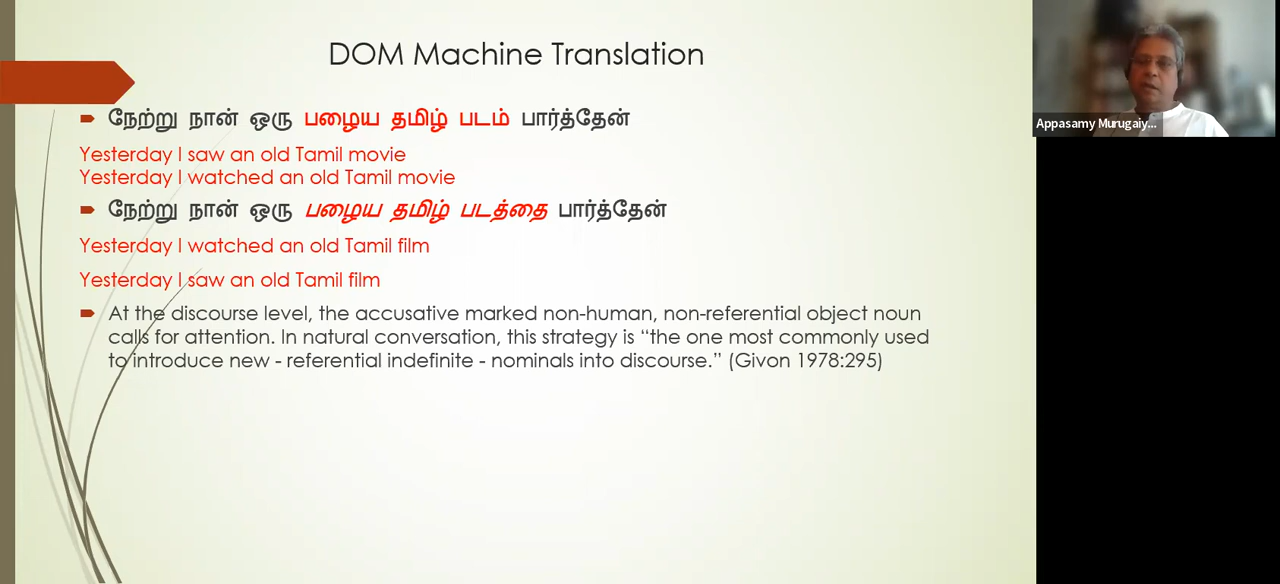 DOM Machine Translation
நேற்று நான் ஒரு பழைய தமிழ் படம் பார்த்தேன்
Yesterday I saw an old Tamil movie
Yesterday I watched an old Tamil movie
நேற்று நான் ஒரு பழைய தமிழ் படத்தை பார்த்தேன்
Yesterday I watched an old Tamil film
Yesterday I saw an old Tamil film
At the discourse level, the accusative marked non-human, non-referential object noun
calls for attention. In natural conversation, this strategy is “the one most commonly used
to introduce new - referential indefinite - nominals into discourse.” (Givon 1978:295)
Appasamy Murugaiy...